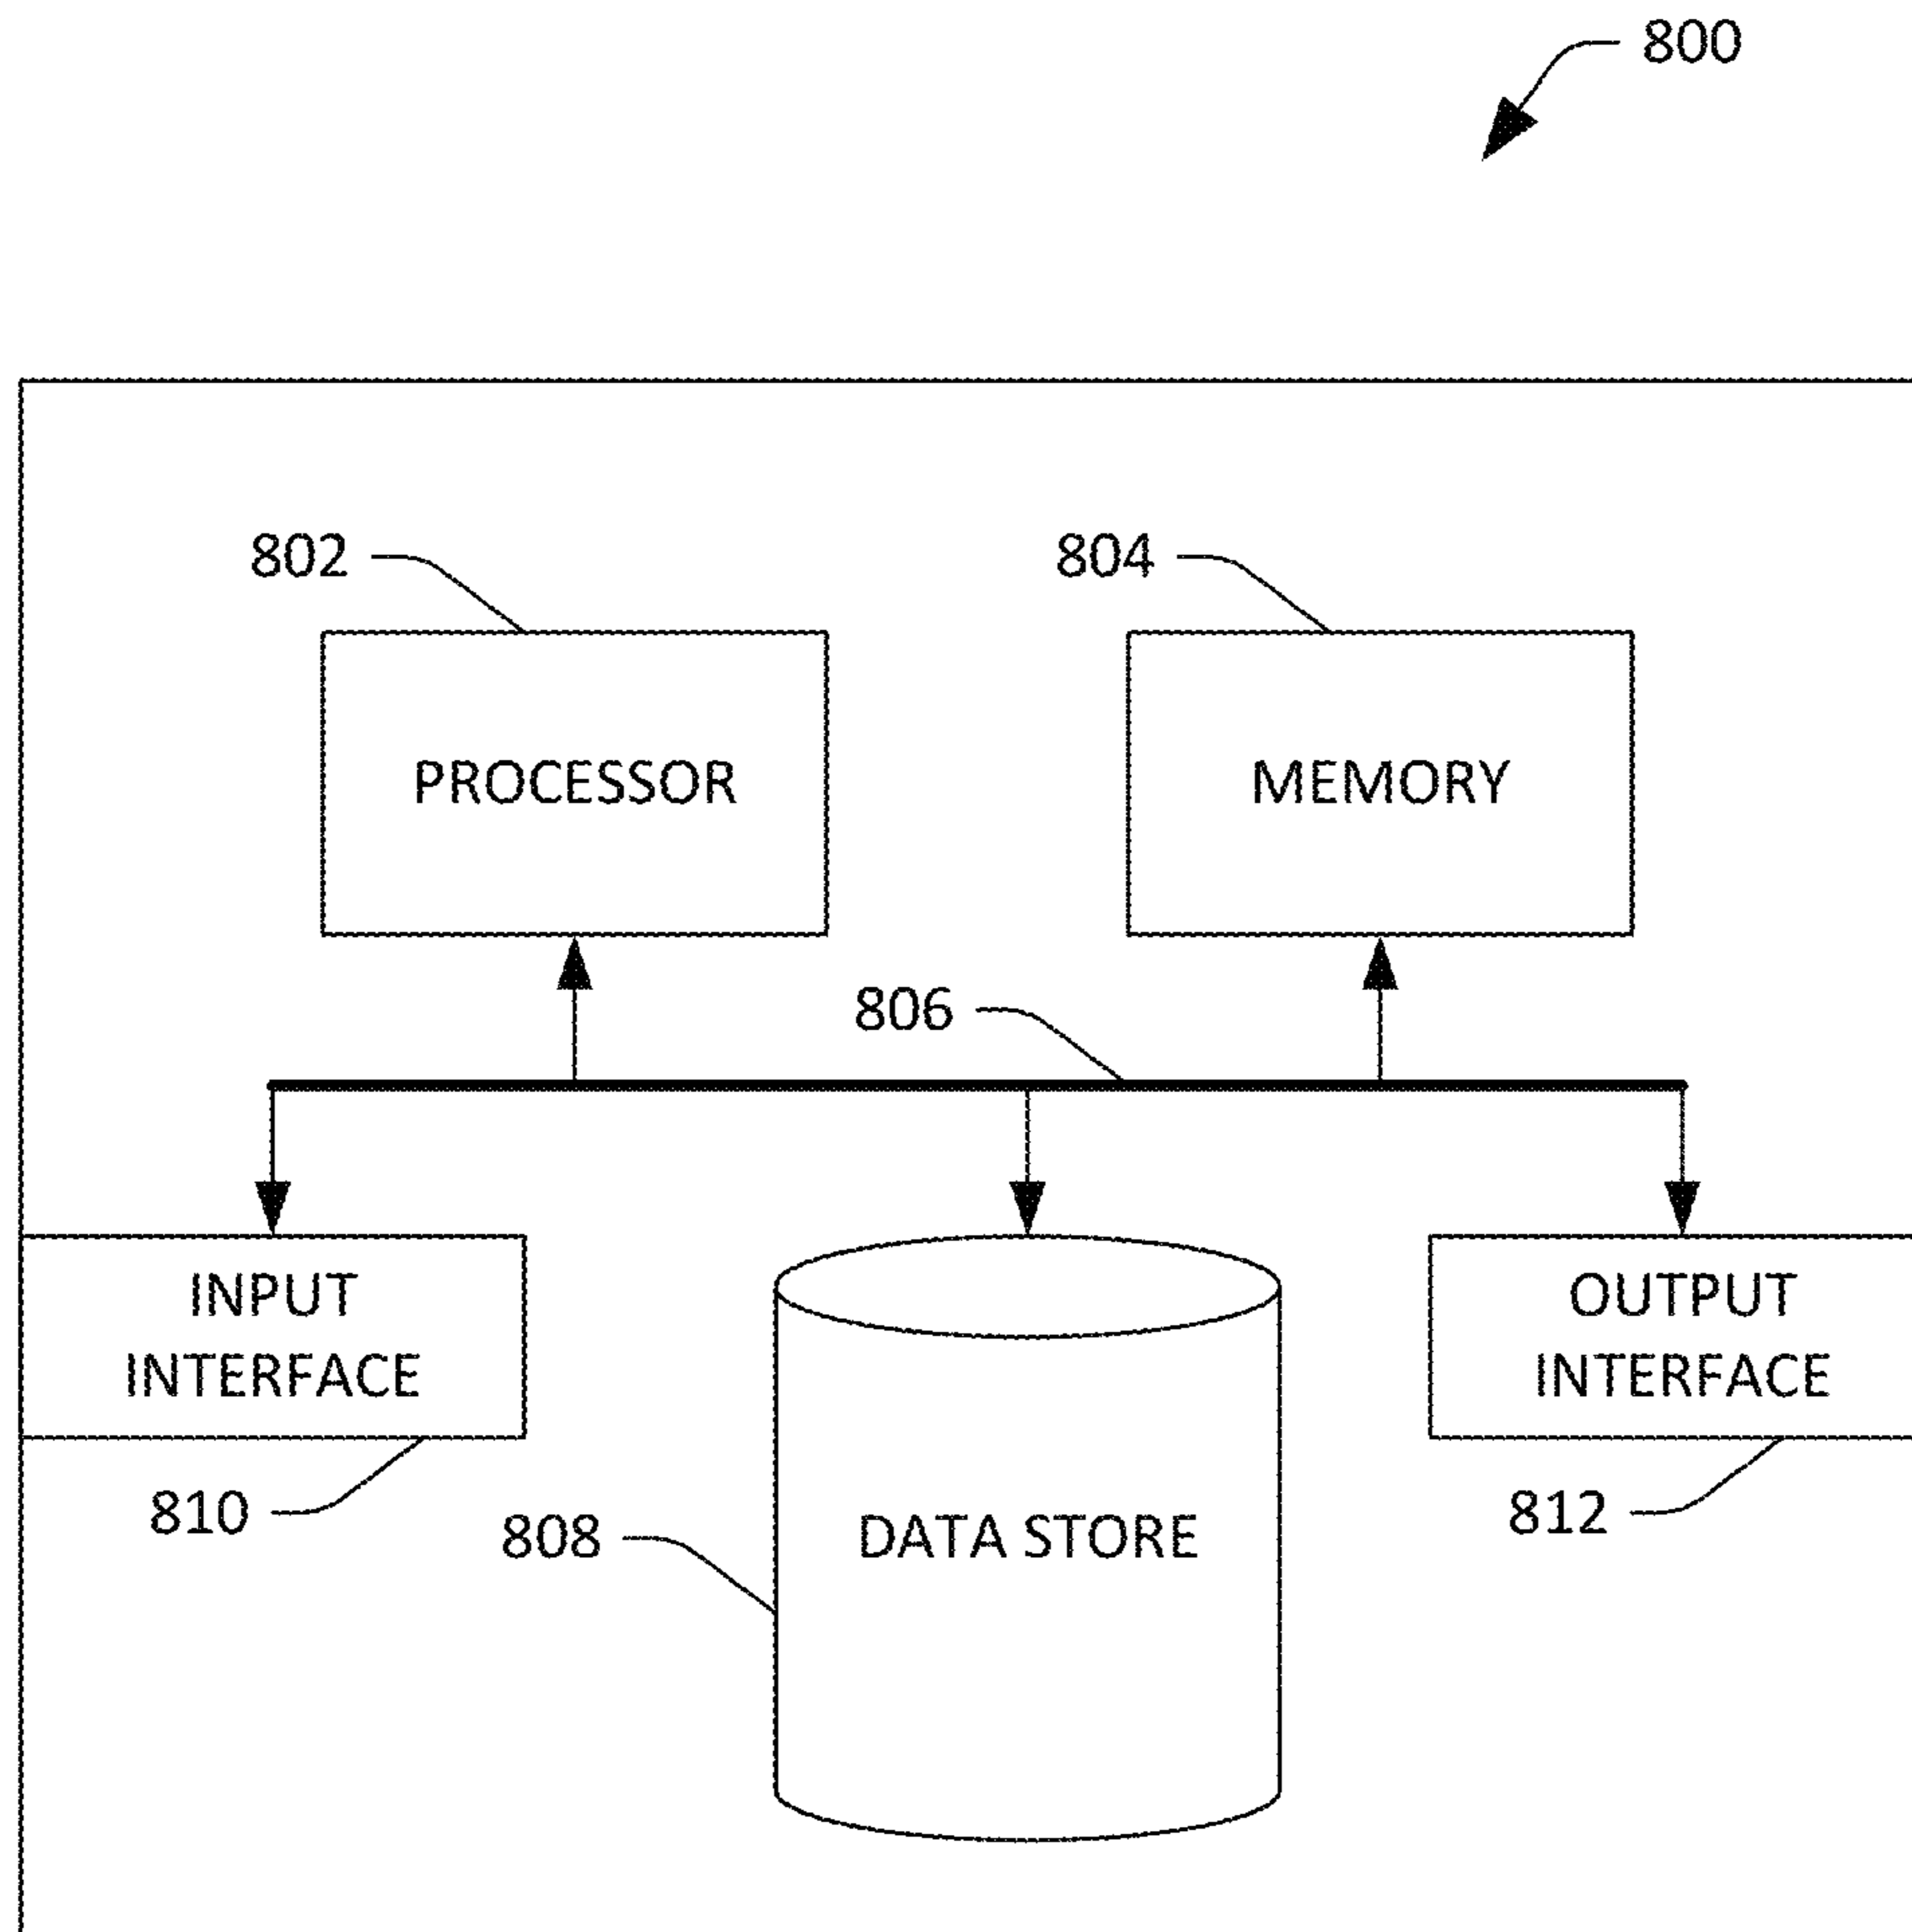 800
802
804
PROCESSOR
MEMORY
806
INPUT
INTERFACE
OUTPUT
INTERFACE
810
808
DATA STORE
812